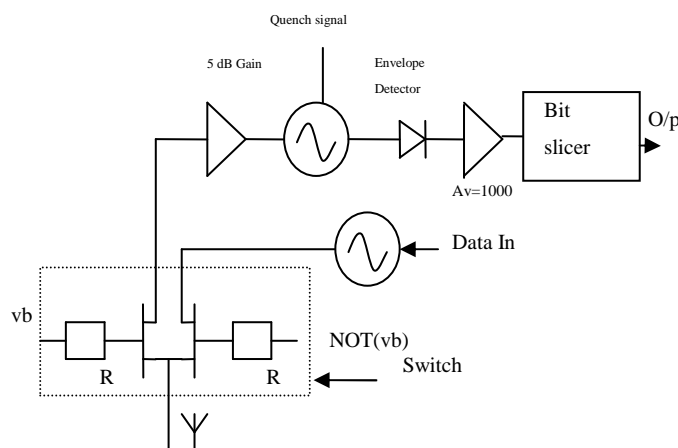 Quench signal
5 dB Gain
Envelope
Detector
Bit
slicer
O/p
Av=1000
Data In
vb
NOT(vb)
Switch
R
R